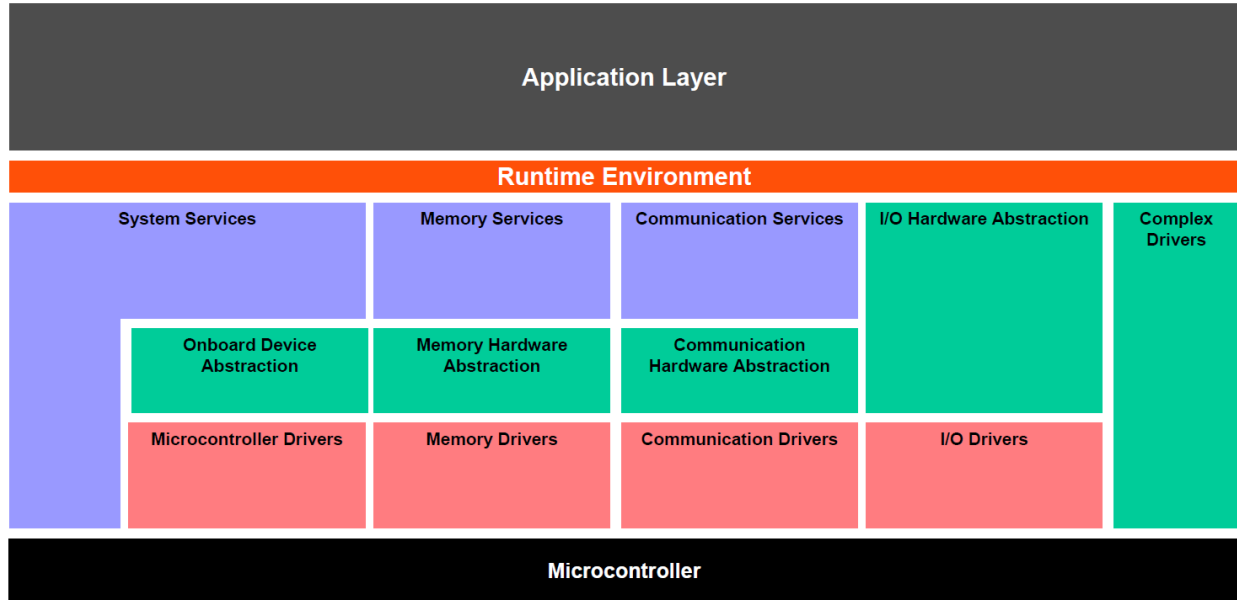 Application Layer
Runtime Environment
System Services
Memory Services
Communication Services
I/O Hardware Abstraction
Complex
Drivers
Onboard Device
Abstraction
Memory Hardware
Abstraction
Communication
Hardware Abstraction
Microcontroller Drivers
Memory Drivers
Communication Drivers
I/O Drivers
Microcontroller